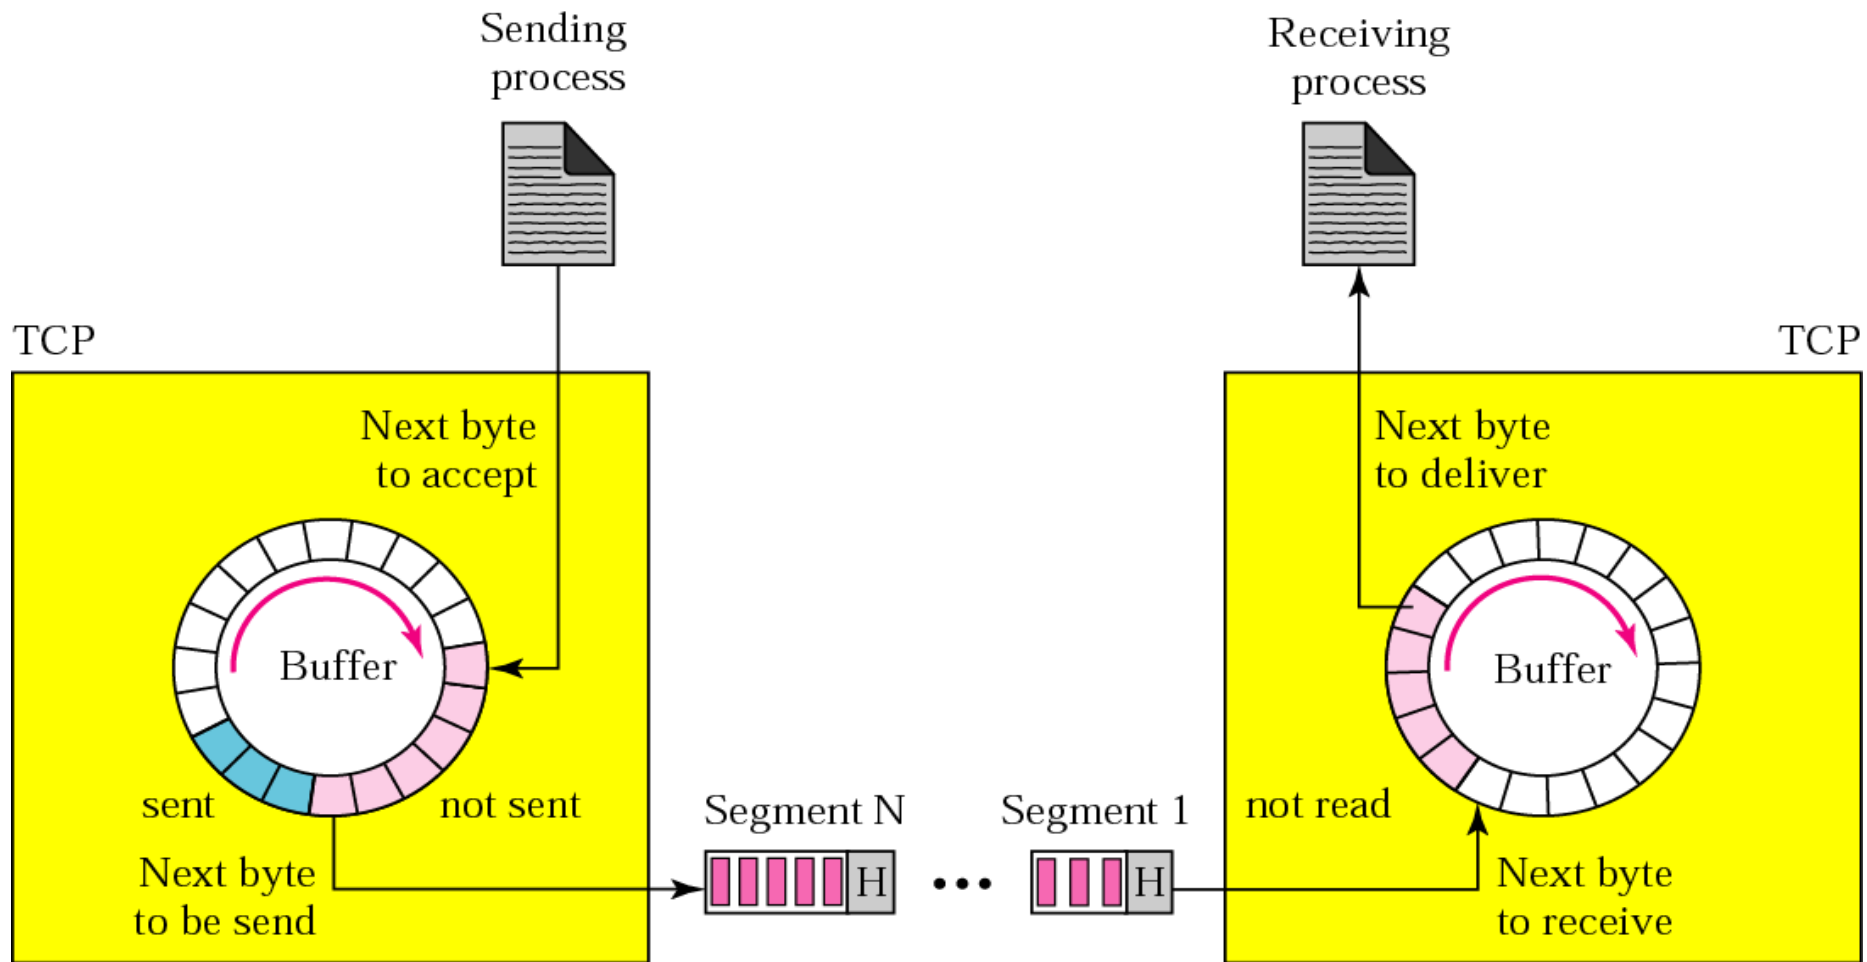 Sending
process
Receiving
process
TCP
TCP
Next byte
to accept
Next byte
to deliver
Buffer
Buffer
sent
not sent
Segment N
Segment 1
not read
H
H
Next byte
to be send
Next byte
to receive